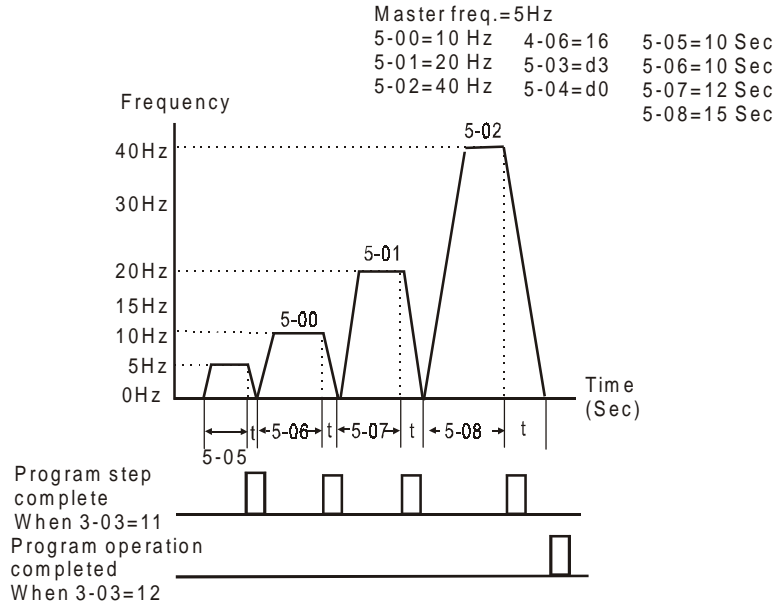 Master freq.=5Hz
5-00=10 Hz 4-06=16 5-05=10 Sec
5-01=20 Hz 5-03=d3 5-06=10 Sec
5-02=40 Hz 5-04=d0 5-07=12 Sec
5-08=15 Sec
Frequency
5-02
40Hz
30Hz
5-01
20Hz
15Hz
5-00
10Hz
5Hz
0Hz
Time
(Sec)
t 5-06 t 5-07 t 5-08 t
5-05
Program step
complete
When 3-03=11
Program operation
completed
When 3-03=12